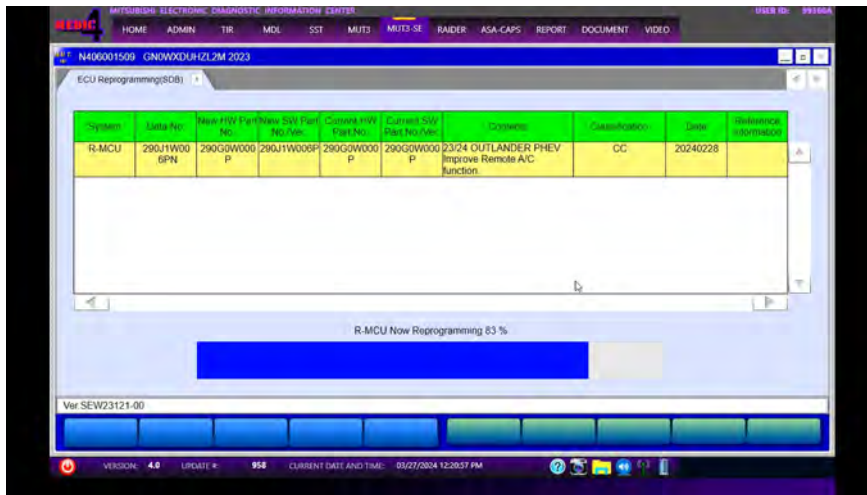 MITSUBISHI ELECTRONIC DIAGNOSTIC INFORMATION CENTER
USER ID: 99360A
MEDIC 4
HOME ADMIN TIR MDL SST MUT3 MUT3-SE RAIDER ASA-CAPS REPORT DOCUMENT VIDEO
N406001509 GN0WXDUHZL2M 2023
ECU Reprogramming(SDB)
System Data No. New HW Part No. New SW Part No./Ver. Current HW Part No. Current SW Part No./Ver. Contents Classification Date Reference information
R-MCU 290J1W006PN 290G0W000P 290J1W006P 290G0W000P 290G0W000P 23/24 OUTLANDER PHEV Improve Remote A/C function. CC 20240228
R-MCU Now Reprogramming 83 %
Ver.SEW23121-00
VERSION: 4.0 UPDATE #: 958 CURRENT DATE AND TIME: 03/27/2024 12:20:57 PM